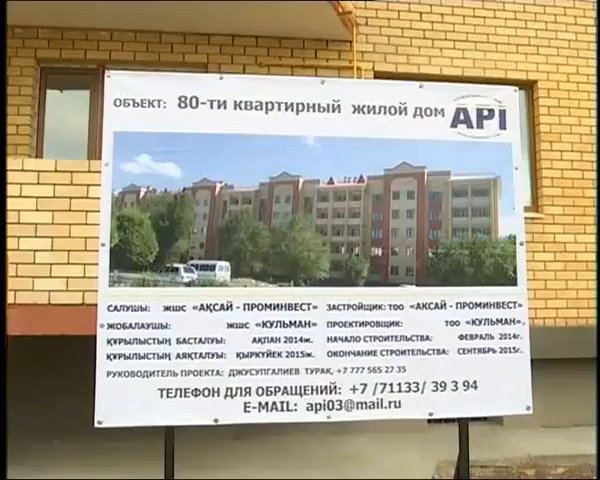 ОБЪЕКТ: 80-ТИ КВАРТИРНЫЙ ЖИЛОЙ ДОМ API
САЛУШЫ: ЖШС «АҚСАЙ - ПРОМИНВЕСТ» ЗАСТРОЙЩИК: ТОО «АКСАЙ - ПРОМИНВЕСТ»
ЖОБАЛАУШЫ: ЖШС «КУЛЬМАН» ПРОЕКТИРОВЩИК: ТОО «КУЛЬМАН»
ҚҰРЫЛЫСТЫҢ БАСТАЛУЫ: АҚПАН 2014ж. НАЧАЛО СТРОИТЕЛЬСТВА: ФЕВРАЛЬ 2014г.
ҚҰРЫЛЫСТЫҢ АЯҚТАЛУЫ: ҚЫРКҮЙЕК 2015ж. ОКОНЧАНИЕ СТРОИТЕЛЬСТВА: СЕНТЯБРЬ 2015г.
РУКОВОДИТЕЛЬ ПРОЕКТА: ДЖУСУПГАЛИЕВ ТУРАК, +7 777 565 27 35
ТЕЛЕФОН ДЛЯ ОБРАЩЕНИЙ: +7 /71133/ 39 3 94
E-MAIL: api03@mail.ru